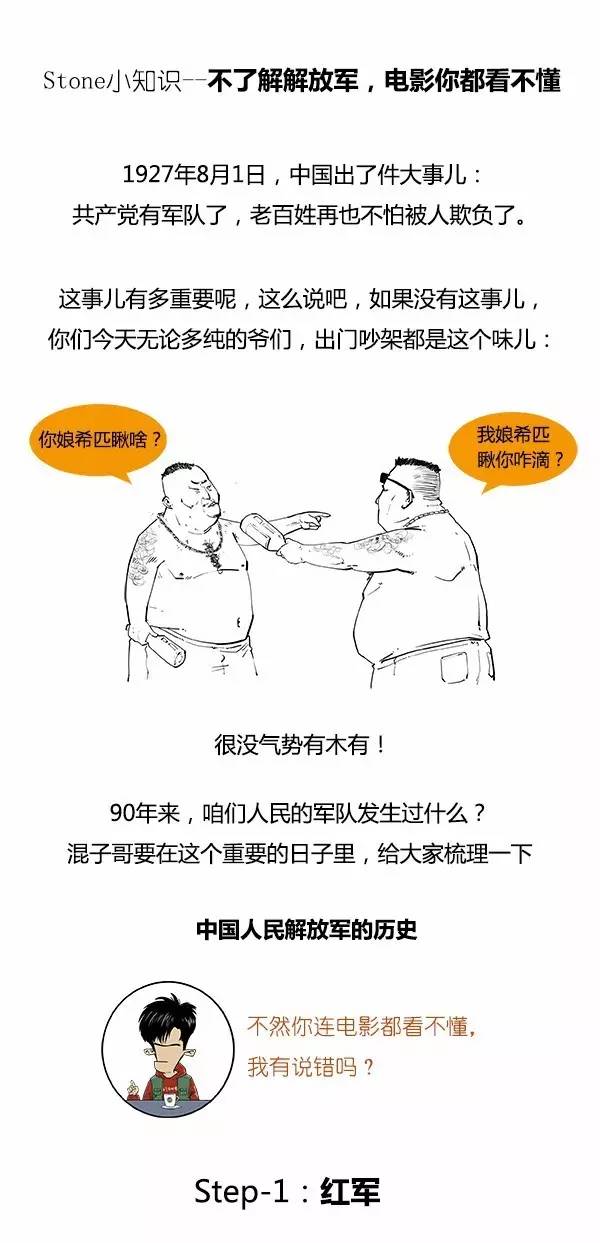 Stone小知识--不了解解放军，电影你都看不懂
1927年8月1日，中国出了件大事儿：
共产党有军队了，老百姓再也不怕被人欺负了。
这事儿有多重要呢，这么说吧，如果没有这事儿，
你们今天无论多纯的爷们，出门吵架都是这个味儿：
你娘希匹瞅啥？
我娘希匹
瞅你咋滴？
很没气势有木有！
90年来，咱们人民的军队发生过什么？
混子哥要在这个重要的日子里，给大家梳理一下
中国人民解放军的历史
不然你连电影都看不懂，
我有说错吗？
Step-1：红军